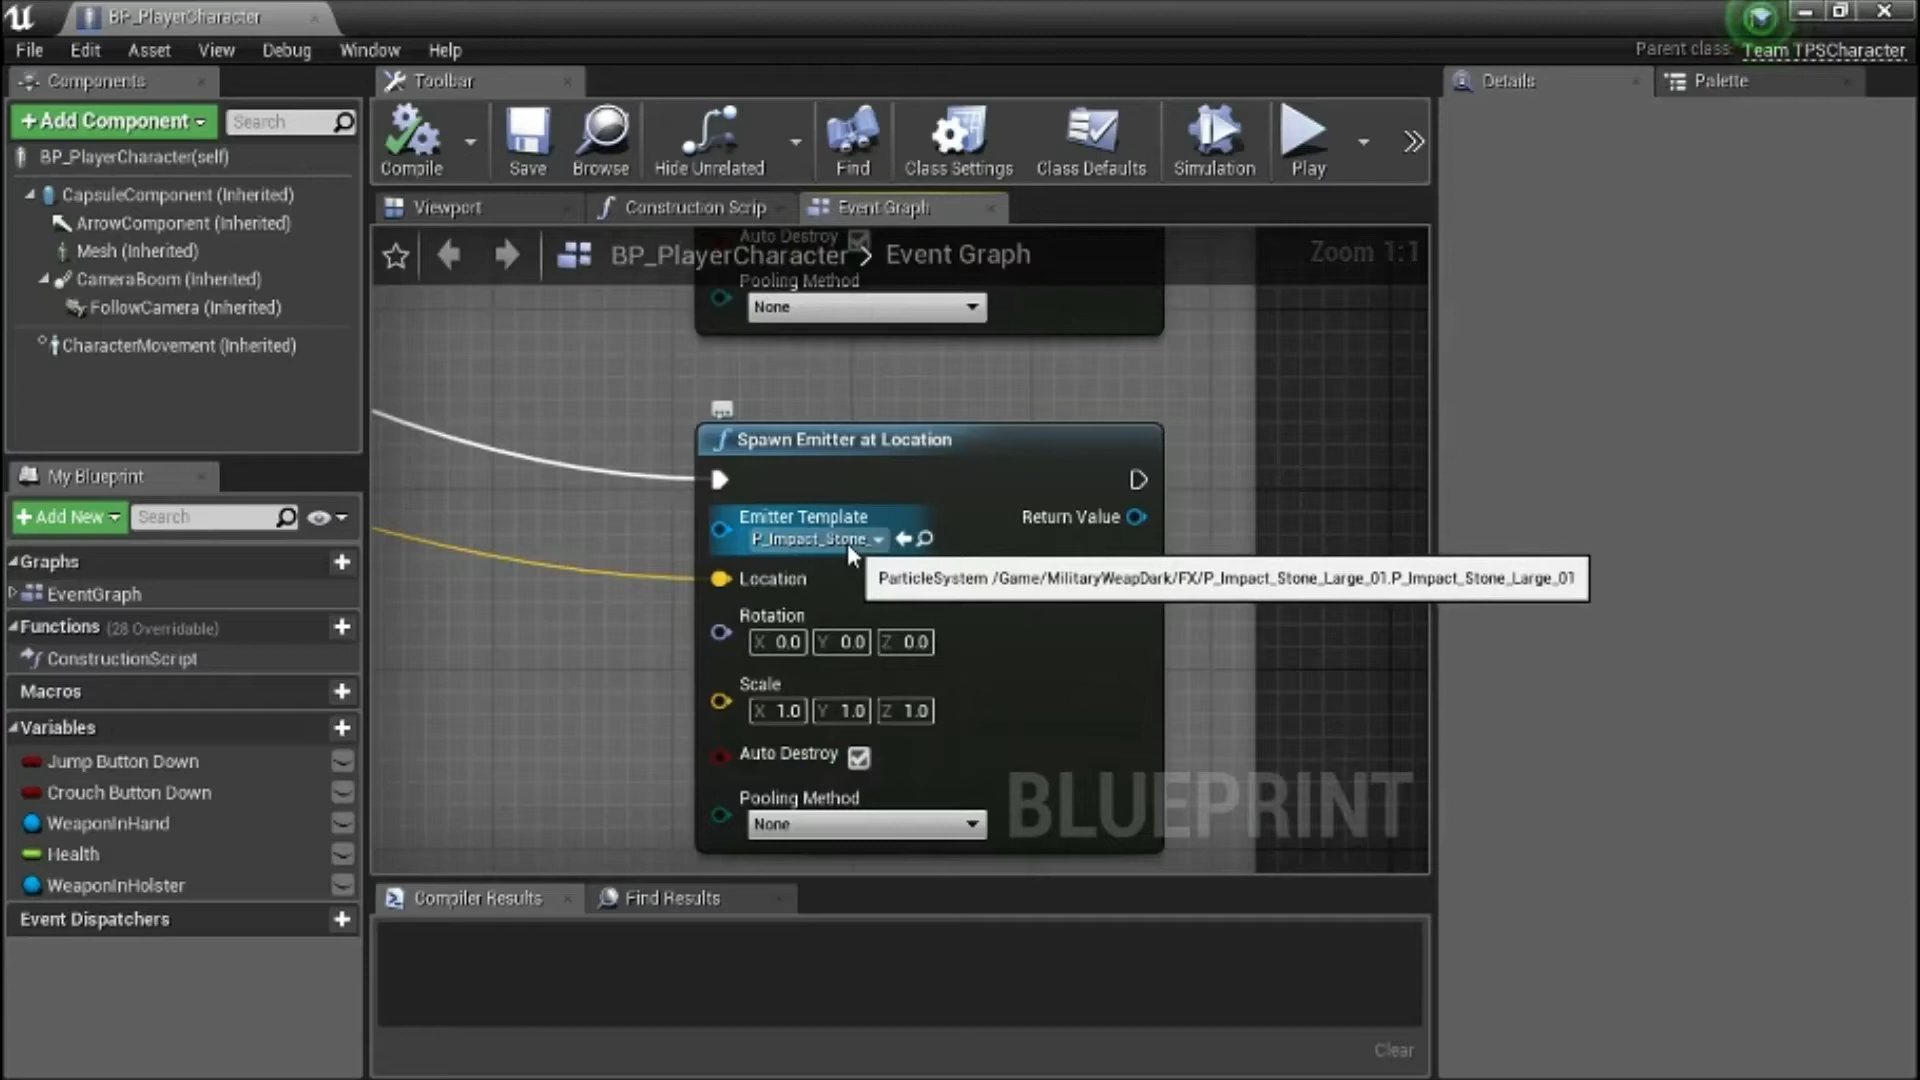 BP_PlayerCharacter
File Edit Asset View Debug Window Help
Parent class: Team TPSCharacter
Components
+Add Component
Search
BP_PlayerCharacter(self)
CapsuleComponent (Inherited)
ArrowComponent (Inherited)
Mesh (Inherited)
CameraBoom (Inherited)
FollowCamera (Inherited)
CharacterMovement (Inherited)
My Blueprint
+Add New
Search
Graphs
EventGraph
Functions (28 Overridable)
ConstructionScript
Macros
Variables
Jump Button Down
Crouch Button Down
WeaponInHand
Health
WeaponInHolster
Event Dispatchers
Toolbar
Compile Save Browse Hide Unrelated Find Class Settings Class Defaults Simulation Play
Viewport Construction Scrip Event Graph
BP_PlayerCharacter > Event Graph
Zoom 1:1
Auto Destroy
Pooling Method
None
Spawn Emitter at Location
Emitter Template
P_Impact_Stone_
Return Value
ParticleSystem /Game/MilitaryWeapDark/FX/P_Impact_Stone_Large_01.P_Impact_Stone_Large_01
Location
Rotation
X 0.0 Y 0.0 Z 0.0
Scale
X 1.0 Y 1.0 Z 1.0
Auto Destroy
Pooling Method
None
BLUEPRINT
Compiler Results Find Results
Clear
Details Palette